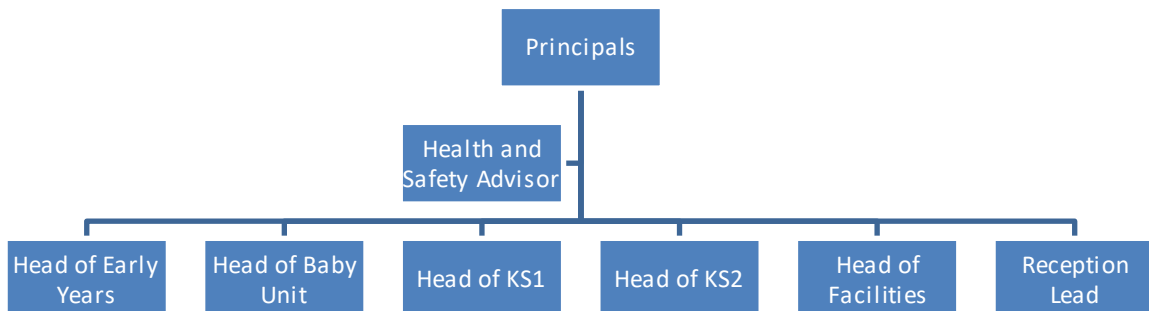 Principals
Health and
Safety Advisor
Head of Early
Years
Head of Baby
Unit
Head of KS1
Head of KS2
Head of
Facilities
Reception
Lead